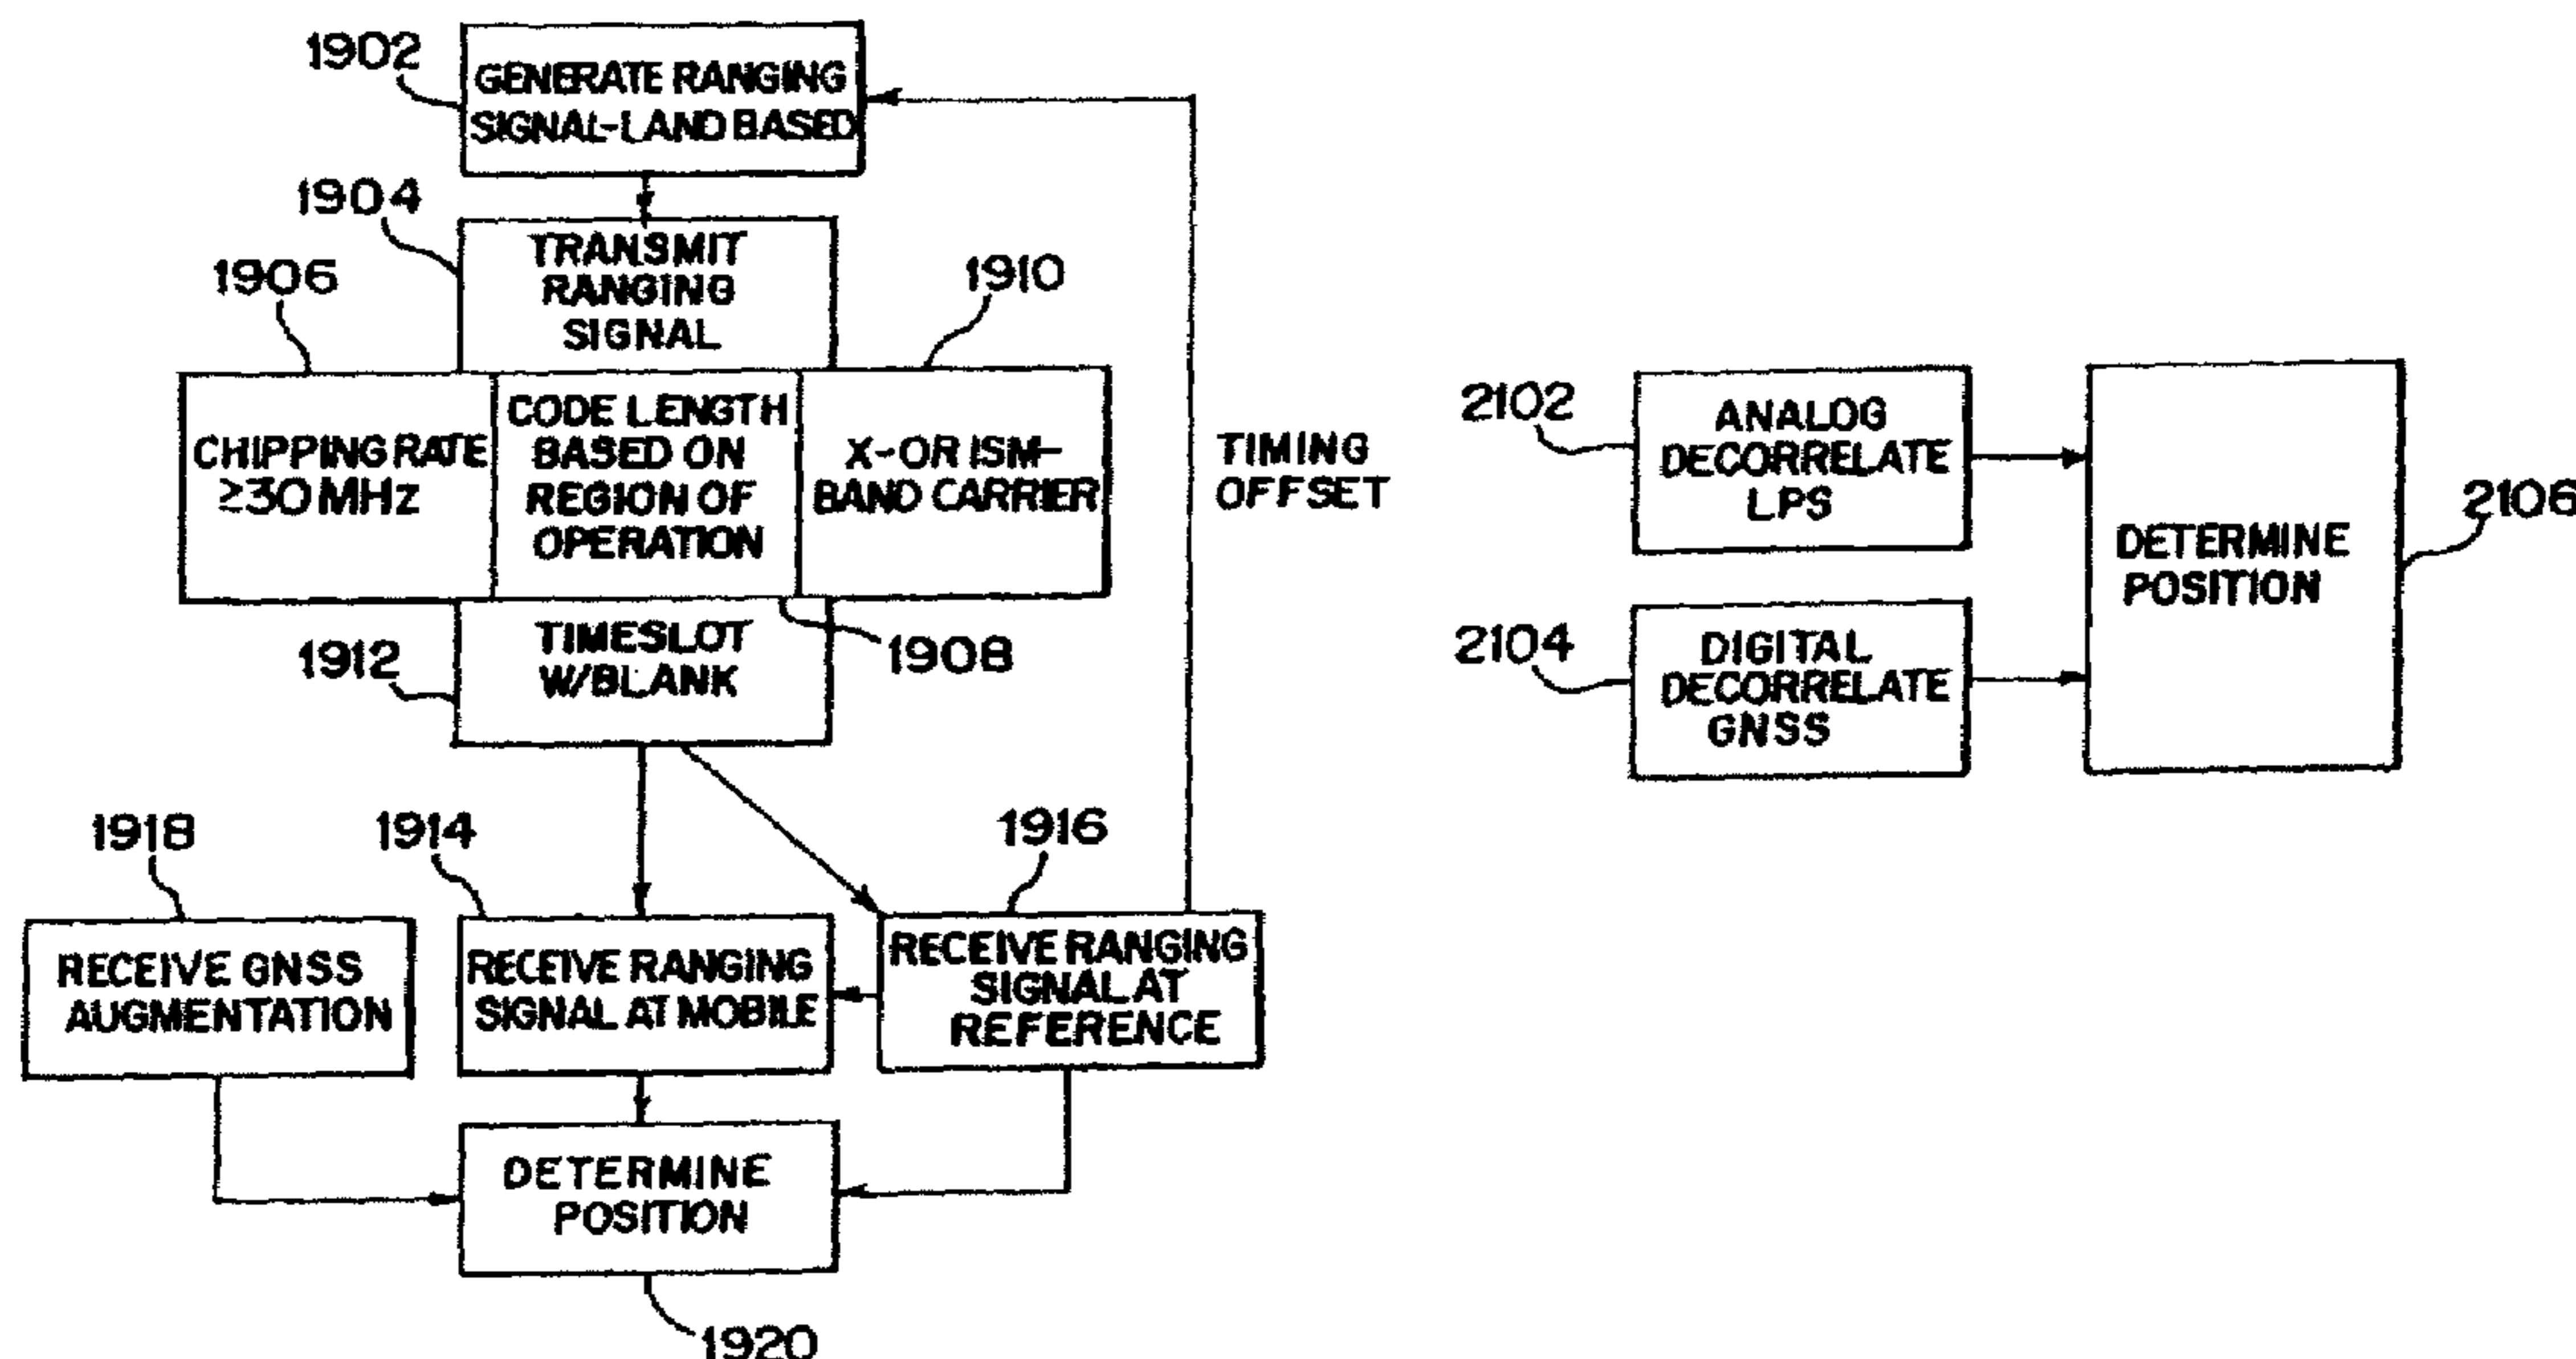 1902
GENERATE RANGING
SIGNAL-LAND BASED
1904
TRANSMIT
RANGING
SIGNAL
1906
1910
CHIPPING RATE
≥30 MHz
CODE LENGTH
BASED ON
REGION OF
OPERATION
X-OR ISM-
BAND CARRIER
TIMING
OFFSET
1912
TIMESLOT
W/BLANK
1908
1918
1914
1916
RECEIVE GNSS
AUGMENTATION
RECEIVE RANGING
SIGNAL AT MOBILE
RECEIVE RANGING
SIGNAL AT
REFERENCE
DETERMINE
POSITION
1920
2102
ANALOG
DECORRELATE
LPS
2104
DIGITAL
DECORRELATE
GNSS
DETERMINE
POSITION
2106